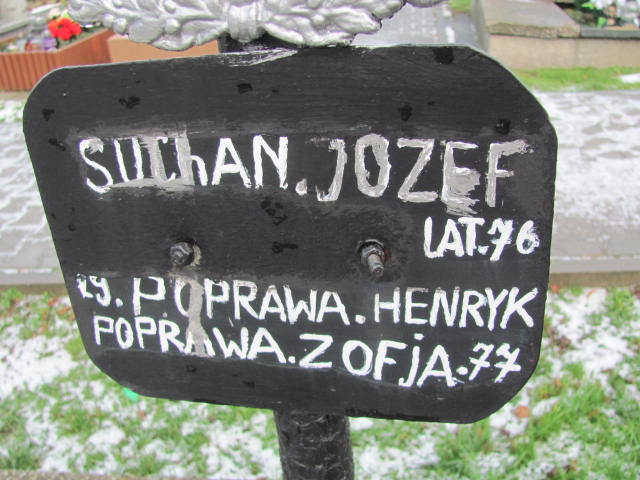 SUChAN. JOZEF
LAT. 76
P. POPRAWA. HENRYK
POPRAWA. ZOFJA. 77